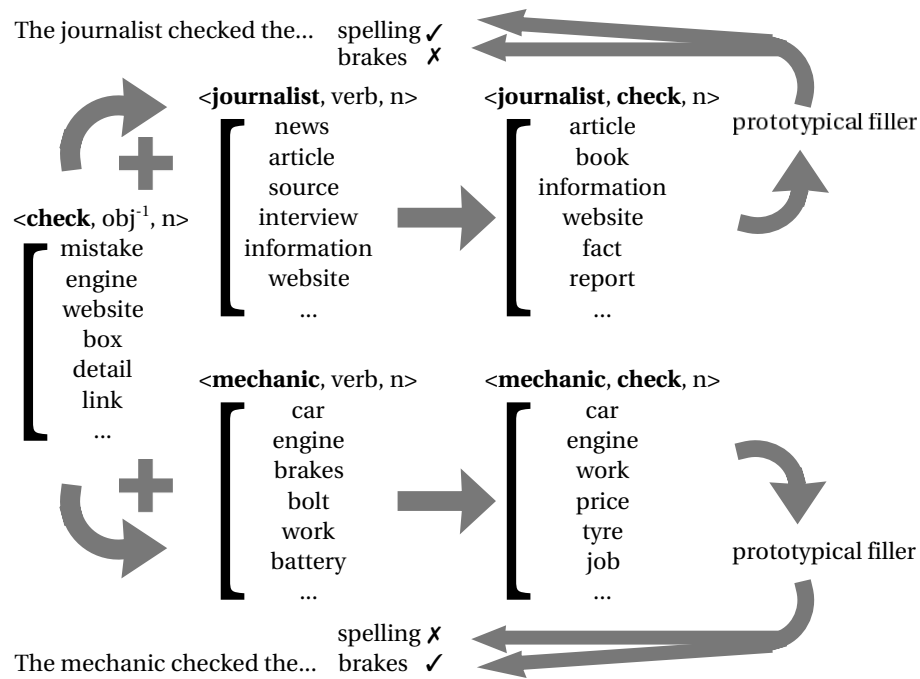 The journalist checked the... spelling ✓
brakes ✗
<journalist, verb, n>
news
article
source
interview
information
website
...
<journalist, check, n>
article
book
information
website
fact
report
...
prototypical filler
<check, obj⁻¹, n>
mistake
engine
website
box
detail
link
...
<mechanic, verb, n>
car
engine
brakes
bolt
work
battery
...
<mechanic, check, n>
car
engine
work
price
tyre
job
...
prototypical filler
spelling ✗
The mechanic checked the... brakes ✓